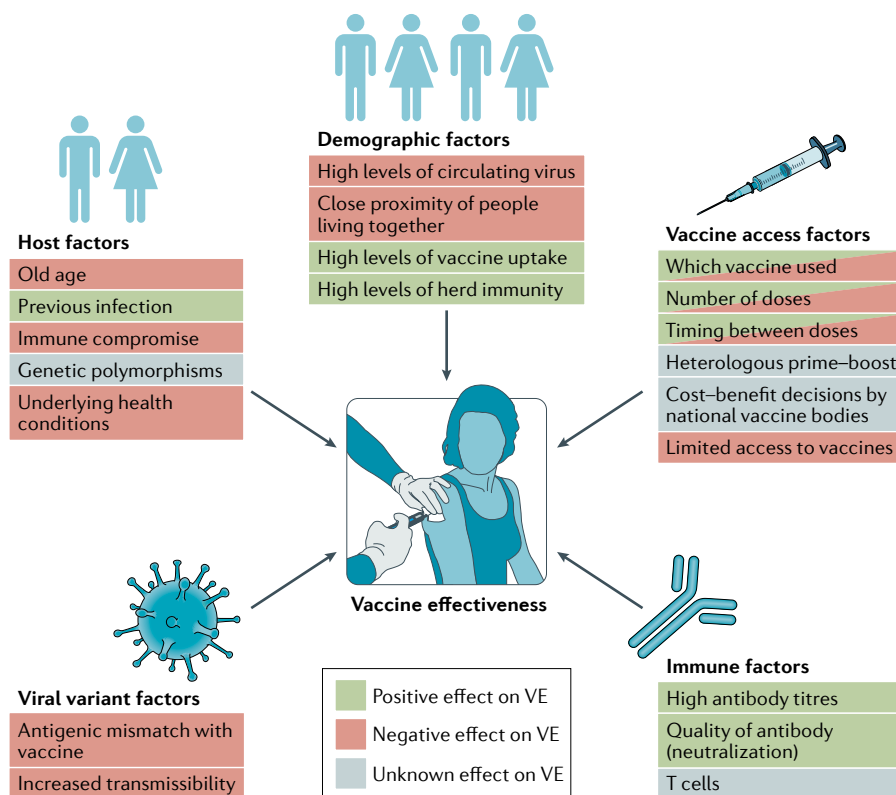 Demographic factors
High levels of circulating virus
Close proximity of people
living together
High levels of vaccine uptake
High levels of herd immunity
Host factors
Old age
Previous infection
Immune compromise
Genetic polymorphisms
Underlying health
conditions
Vaccine access factors
Which vaccine used
Number of doses
Timing between doses
Heterologous prime–boost
Cost–benefit decisions by
national vaccine bodies
Limited access to vaccines
Vaccine effectiveness
Viral variant factors
Antigenic mismatch with
vaccine
Increased transmissibility
Positive effect on VE
Negative effect on VE
Unknown effect on VE
Immune factors
High antibody titres
Quality of antibody
(neutralization)
T cells